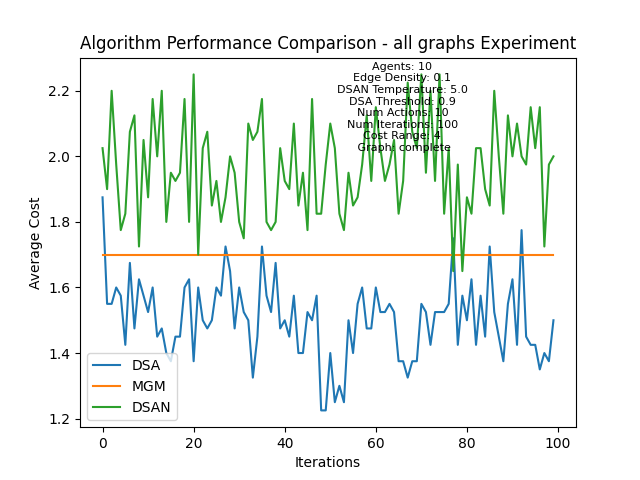 Algorithm Performance Comparison - all graphs Experiment
Agents: 10
Edge Density: 0.1
DSAN Temperature: 5.0
DSA Threshold: 0.9
Num Actions: 10
Num Iterations: 100
Cost Range: 4
Graph: complete
Average Cost
2.2
2.0
1.8
1.6
1.4
1.2
DSA
MGM
DSAN
0 20 40 60 80 100
Iterations